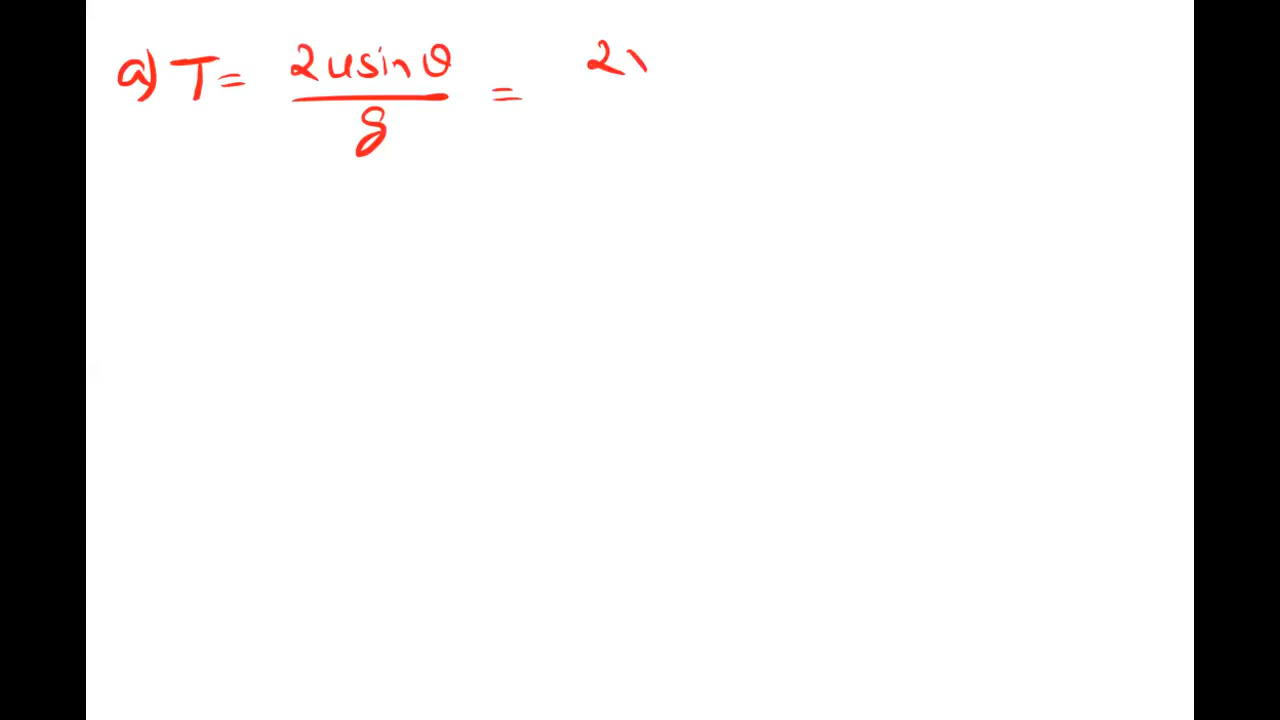 a) T = 2usinθ / g = 2